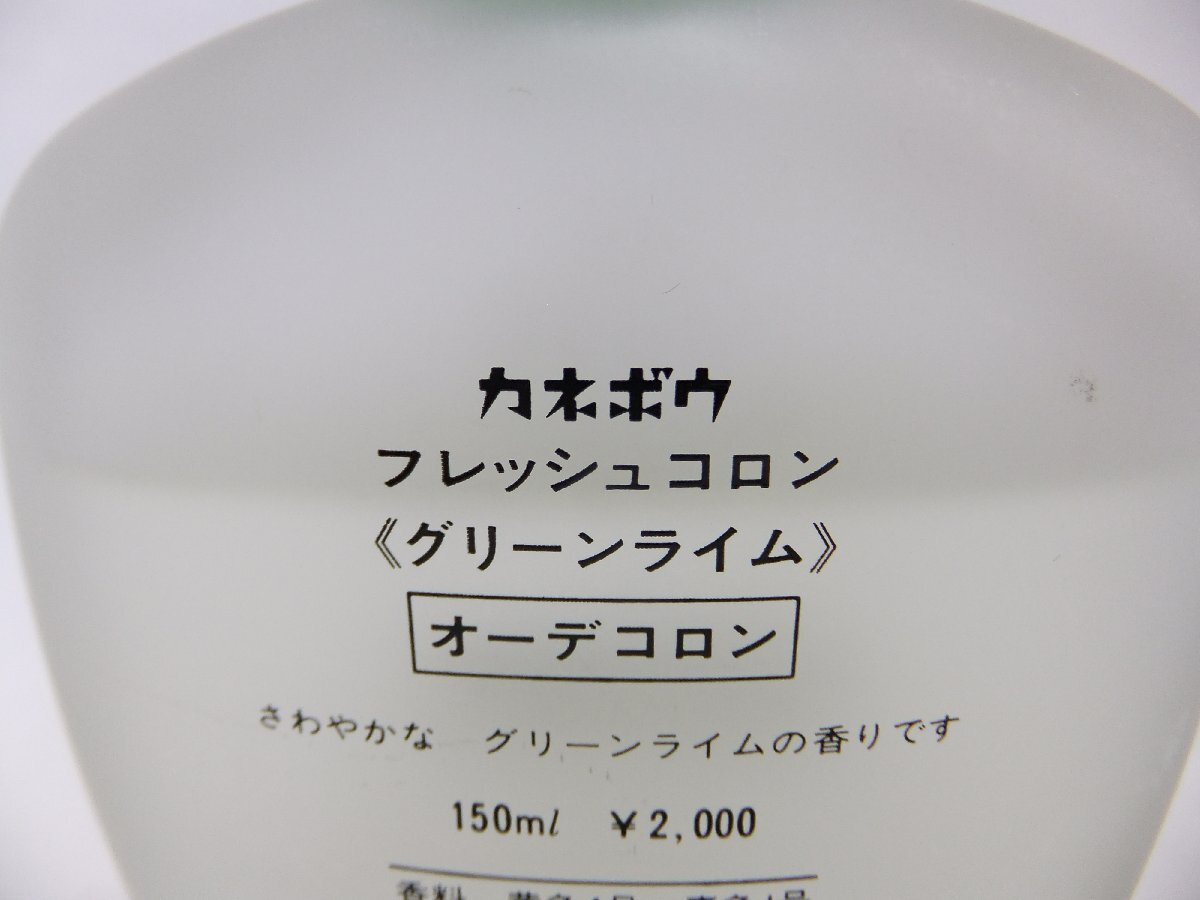 カネボウ
フレッシュコロン
《グリーンライム》
オーデコロン
さわやかな　グリーンライムの香りです
150ml　¥2,000
香料